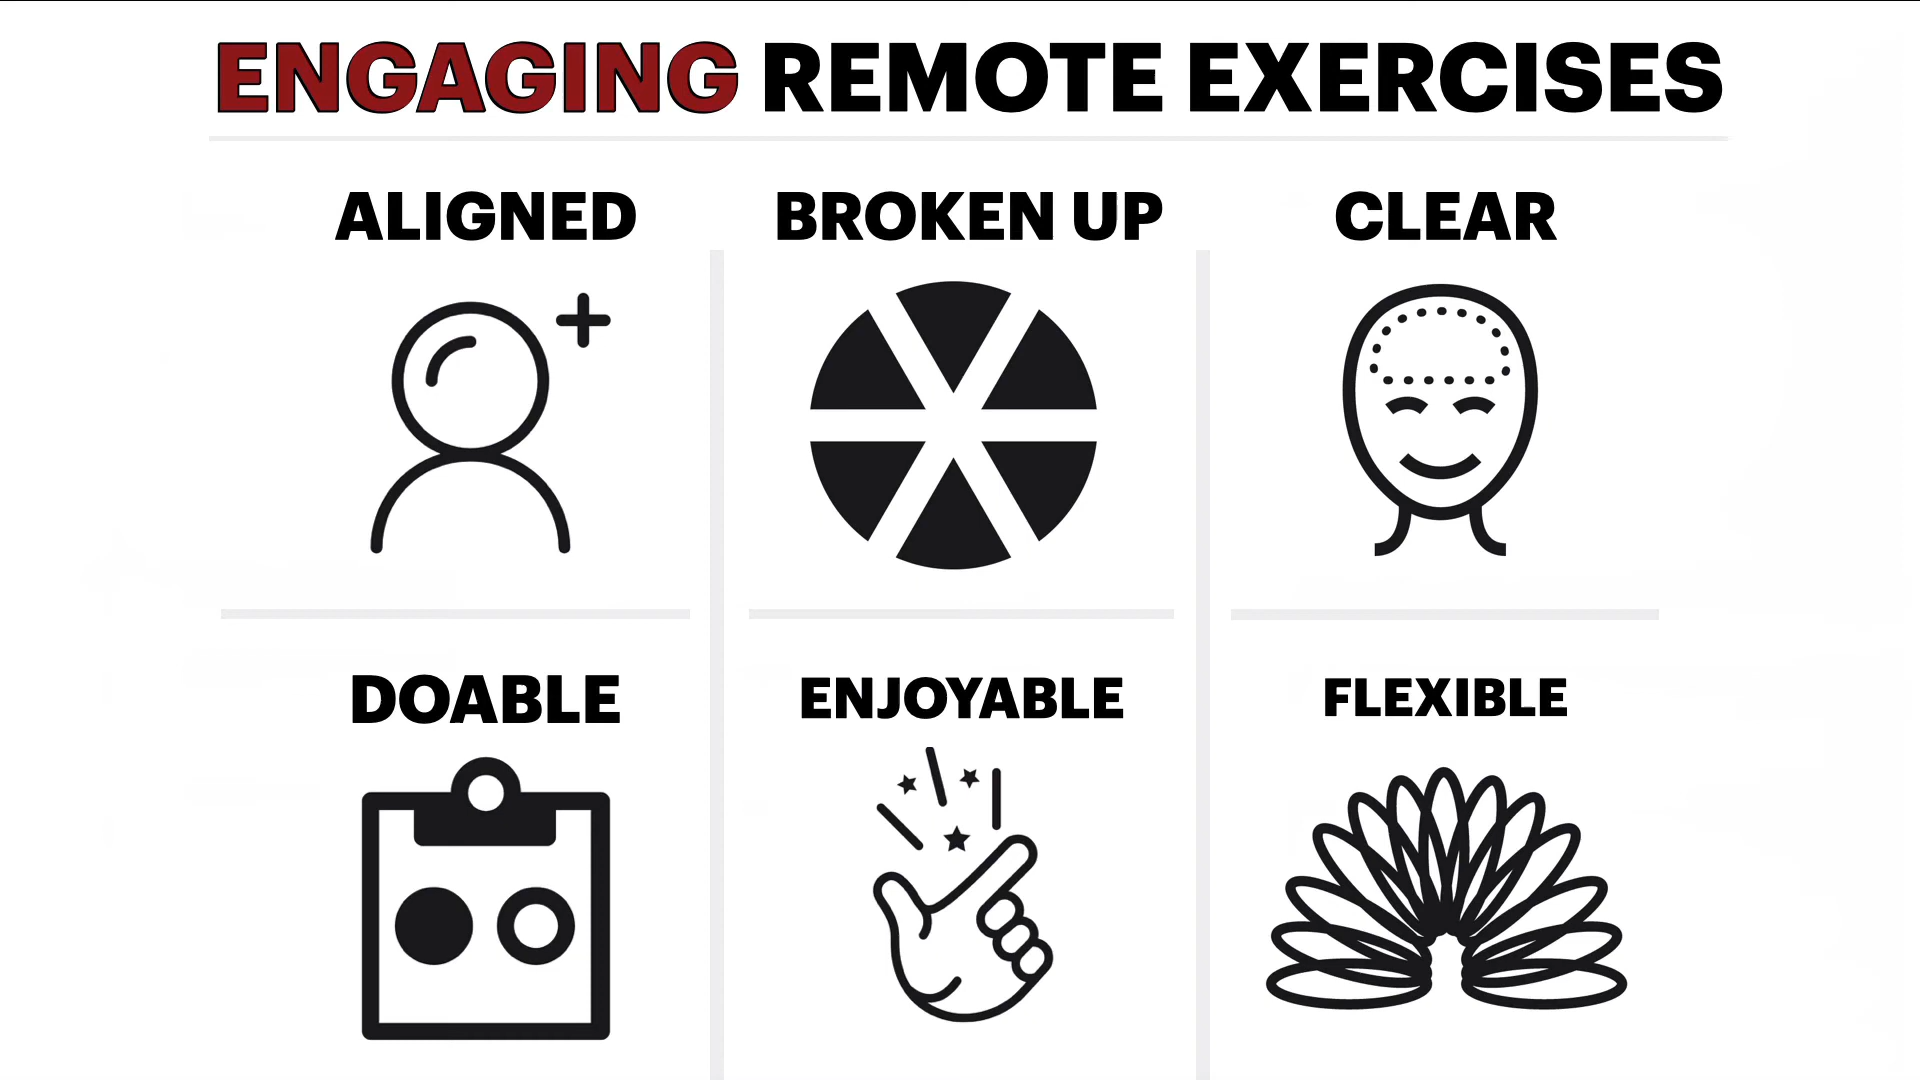 ENGAGING REMOTE EXERCISES
ALIGNED
BROKEN UP
CLEAR
DOABLE
ENJOYABLE
FLEXIBLE